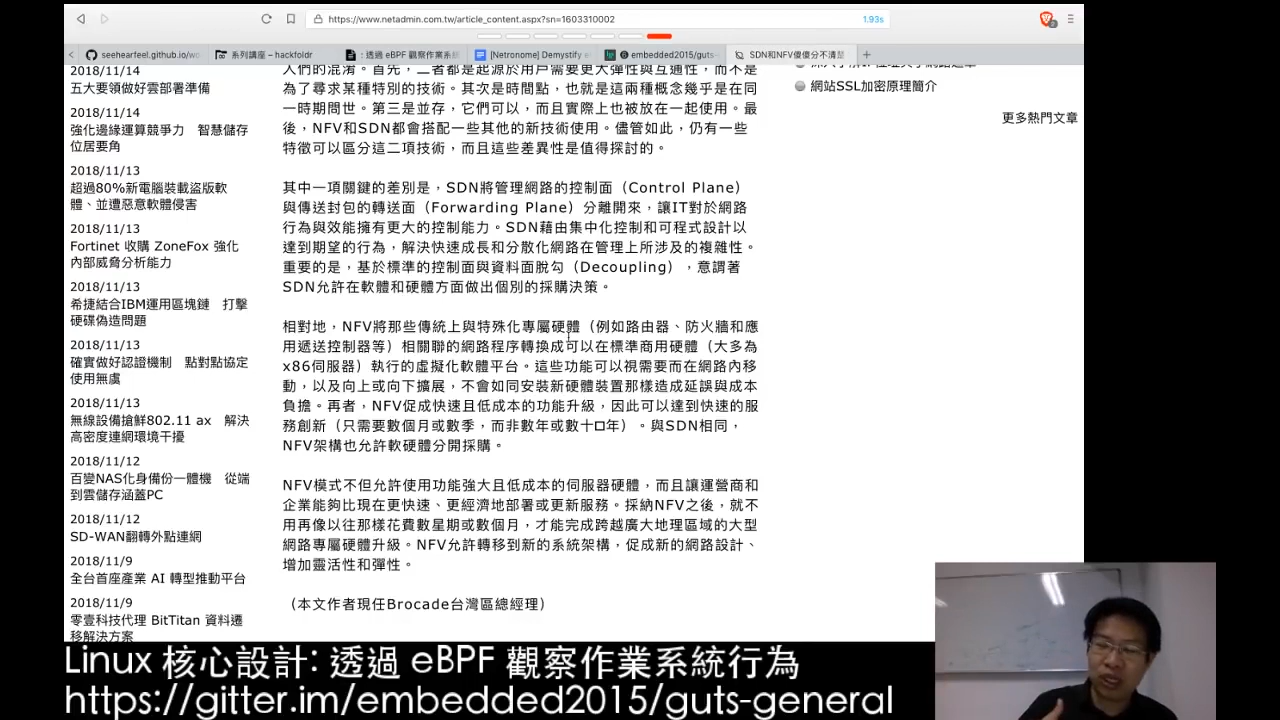 https://www.netadmin.com.tw/article_content.aspx?sn=1603310002
1.93s
seehearfeel.github.io/wo
系列講座 – hackfoldr
: 透過 eBPF 觀察作業系統
[Netronome] Demystify e
embedded2015/guts-
SDN和NFV傻傻分不清楚
2018/11/14
五大要領做好雲部署準備
2018/11/14
強化邊緣運算競爭力　智慧儲存
位居要角
2018/11/13
超過80%新電腦裝載盜版軟
體、並遭惡意軟體侵害
2018/11/13
Fortinet 收購 ZoneFox 強化
內部威脅分析能力
2018/11/13
希捷結合IBM運用區塊鏈　打擊
硬碟偽造問題
2018/11/13
確實做好認證機制　點對點協定
使用無虞
2018/11/13
無線設備搶鮮802.11 ax　解決
高密度連網環境干擾
2018/11/12
百變NAS化身備份一體機　從端
到雲儲存涵蓋PC
2018/11/12
SD-WAN翻轉外點連網
2018/11/9
全台首座產業 AI 轉型推動平台
2018/11/9
零壹科技代理 BitTitan 資料遷
移解決方案
人們的混淆。首先，二者都是起源於用戶需要更大彈性與互通性，而不是
為了尋求某種特別的技術。其次是時間點，也就是這兩種概念幾乎是在同
一時期問世。第三是並存，它們可以，而且實際上也被放在一起使用。最
後，NFV和SDN都會搭配一些其他的新技術使用。儘管如此，仍有一些
特徵可以區分這二項技術，而且這些差異性是值得探討的。
其中一項關鍵的差別是，SDN將管理網路的控制面（Control Plane）
與傳送封包的轉送面（Forwarding Plane）分離開來，讓IT對於網路
行為與效能擁有更大的控制能力。SDN藉由集中化控制和可程式設計以
達到期望的行為，解決快速成長和分散化網路在管理上所涉及的複雜性。
重要的是，基於標準的控制面與資料面脫勾（Decoupling），意謂著
SDN允許在軟體和硬體方面做出個別的採購決策。
相對地，NFV將那些傳統上與特殊化專屬硬體（例如路由器、防火牆和應
用遞送控制器等）相關聯的網路程序轉換成可以在標準商用硬體（大多為
x86伺服器）執行的虛擬化軟體平台。這些功能可以視需要而在網路內移
動，以及向上或向下擴展，不會如同安裝新硬體裝置那樣造成延誤與成本
負擔。再者，NFV促成快速且低成本的功能升級，因此可以達到快速的服
務創新（只需要數個月或數季，而非數年或數十口年）。與SDN相同，
NFV架構也允許軟硬體分開採購。
NFV模式不但允許使用功能強大且低成本的伺服器硬體，而且讓運營商和
企業能夠比現在更快速、更經濟地部署或更新服務。採納NFV之後，就不
用再像以往那樣花費數星期或數個月，才能完成跨越廣大地理區域的大型
網路專屬硬體升級。NFV允許轉移到新的系統架構，促成新的網路設計、
增加靈活性和彈性。
（本文作者現任Brocade台灣區總經理）
網站SSL加密原理簡介
更多熱門文章
Linux 核心設計: 透過 eBPF 觀察作業系統行為
https://gitter.im/embedded2015/guts-general